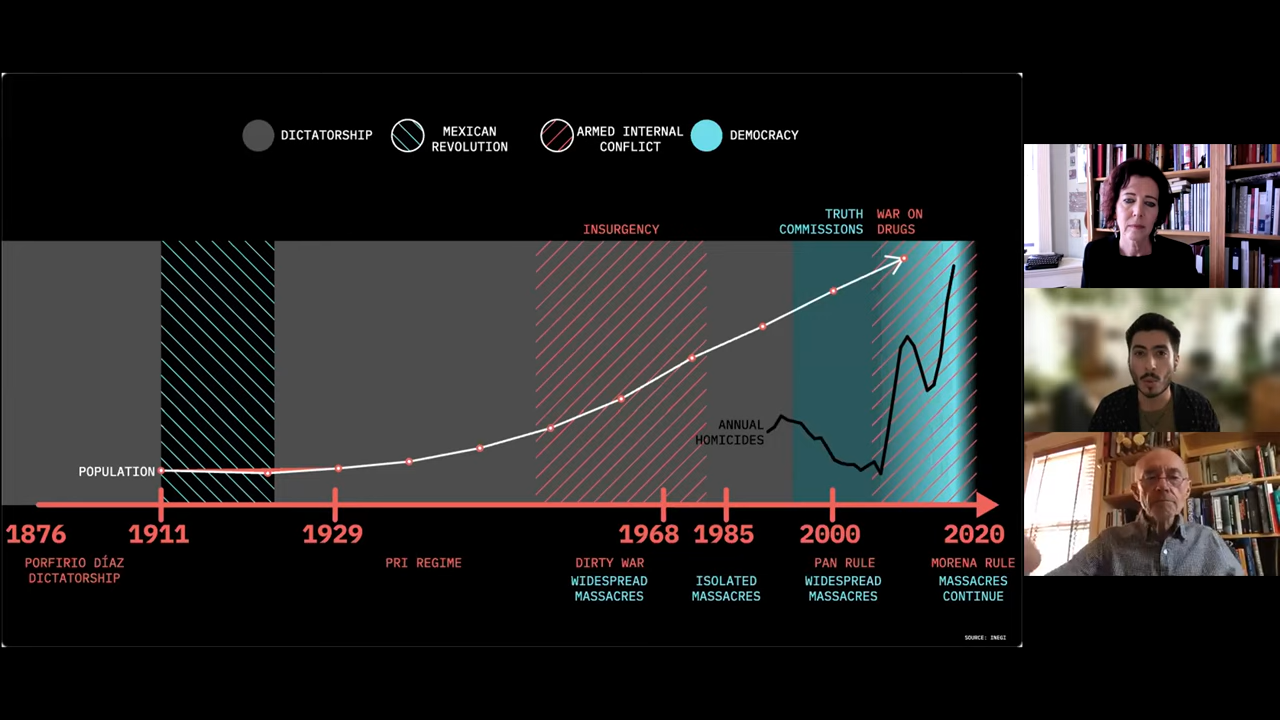 DICTATORSHIP
MEXICAN
REVOLUTION
ARMED INTERNAL
CONFLICT
DEMOCRACY
INSURGENCY
TRUTH
COMMISSIONS
WAR ON
DRUGS
ANNUAL
HOMICIDES
POPULATION
1876
1911
1929
1968
1985
2000
2020
PORFIRIO DÍAZ
DICTATORSHIP
PRI REGIME
DIRTY WAR
WIDESPREAD
MASSACRES
ISOLATED
MASSACRES
PAN RULE
WIDESPREAD
MASSACRES
MORENA RULE
MASSACRES
CONTINUE
SOURCE: INEGI